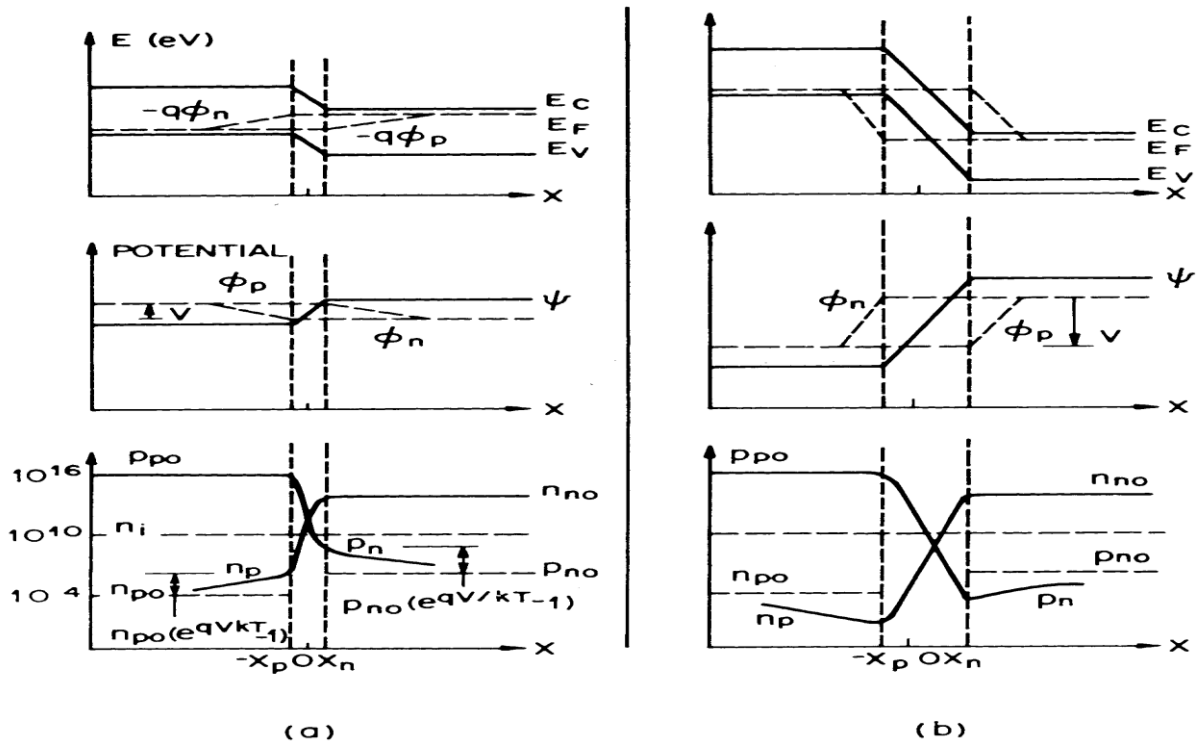 E (eV)
-qϕn
-qϕp
EC
EF
EV
X
POTENTIAL
ϕp
V
ψ
ϕn
X
10^16
Ppo
nno
10^10
ni
Pn
np
Pno
10^4
npo
Pno(e^qV/kT-1)
npo(e^qVkT-1)
-Xp O Xn
X
(a)
EC
EF
EV
X
ψ
ϕn
ϕp
V
X
Ppo
nno
npo
Pno
np
Pn
-Xp O Xn
X
(b)